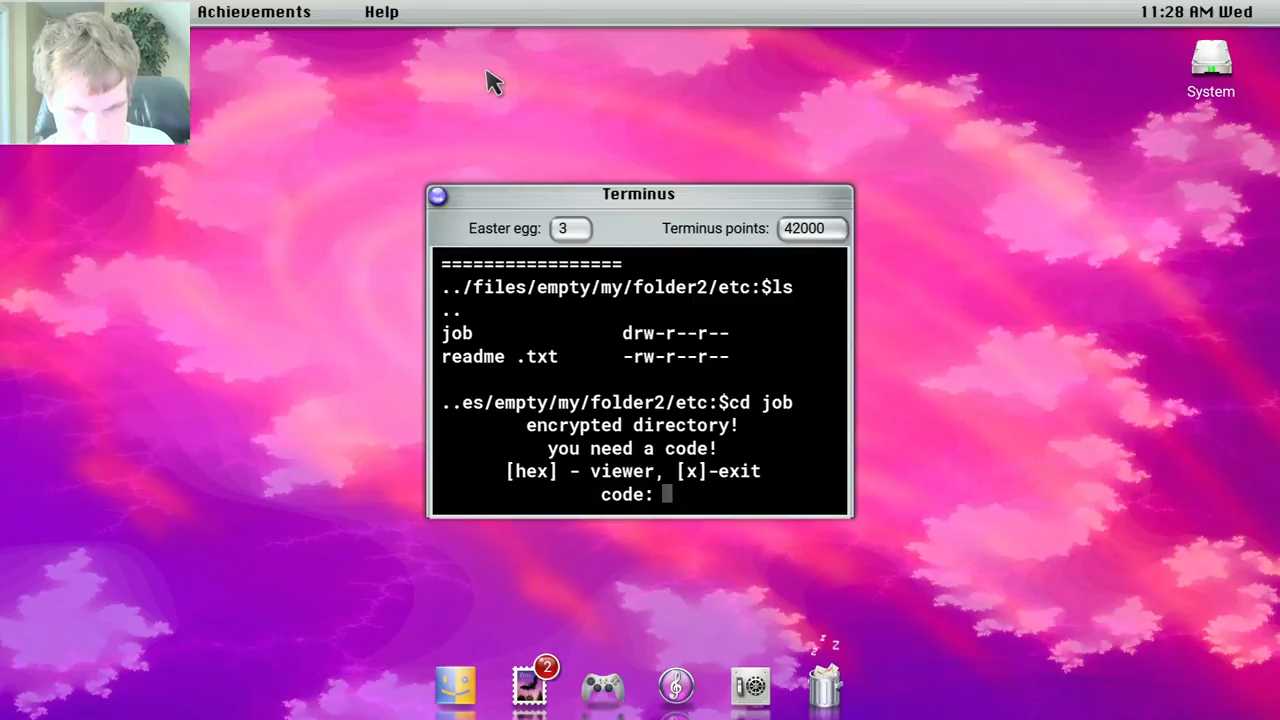 Achievements Help 11:28 AM Wed
System
Terminus
Easter egg: 3 Terminus points: 42000
=================
../files/empty/my/folder2/etc:$ls
..
job drw-r--r--
readme .txt -rw-r--r--
..es/empty/my/folder2/etc:$cd job
encrypted directory!
you need a code!
[hex] - viewer, [x]-exit
code:
z z z
2